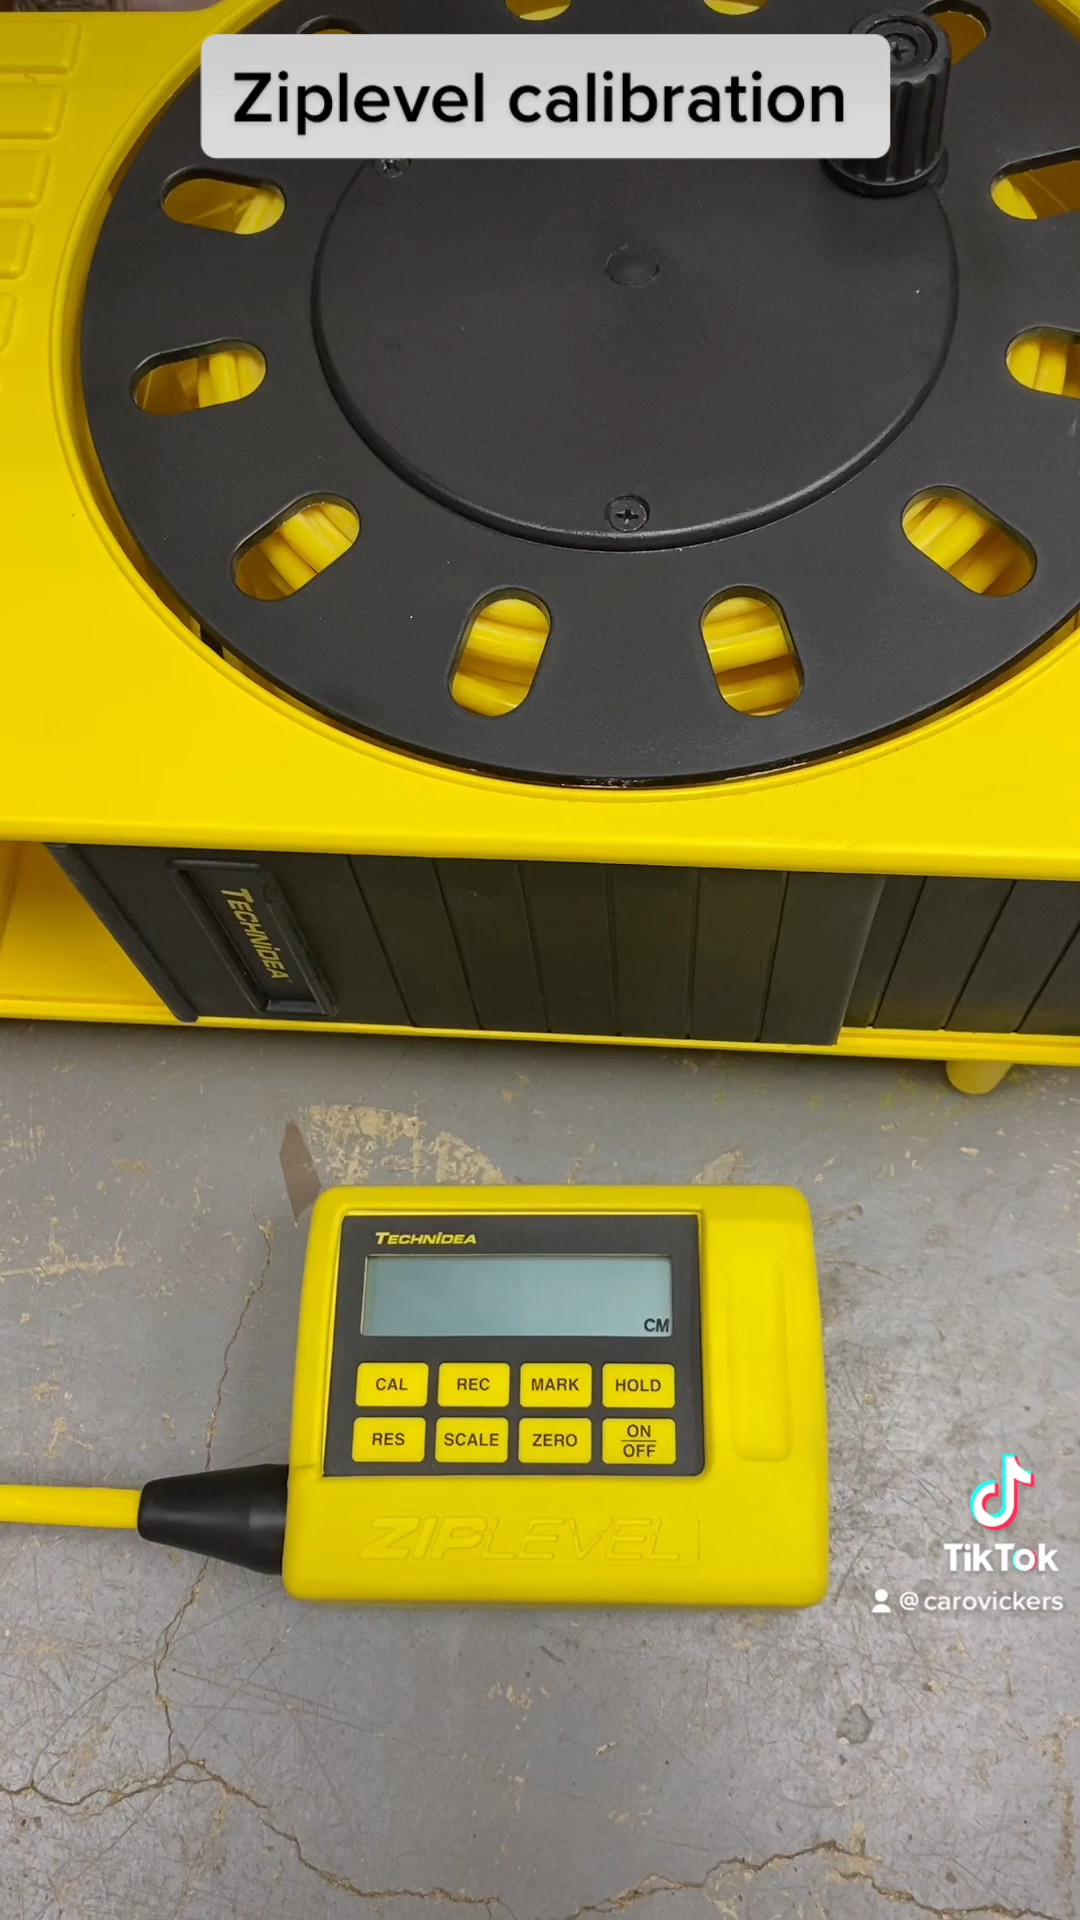 Ziplevel calibration
TECHNIDEA
TECHNIDEA
CM
CAL REC MARK HOLD
RES SCALE ZERO ON OFF
ZIPLEVEL
TikTok
@carovickers